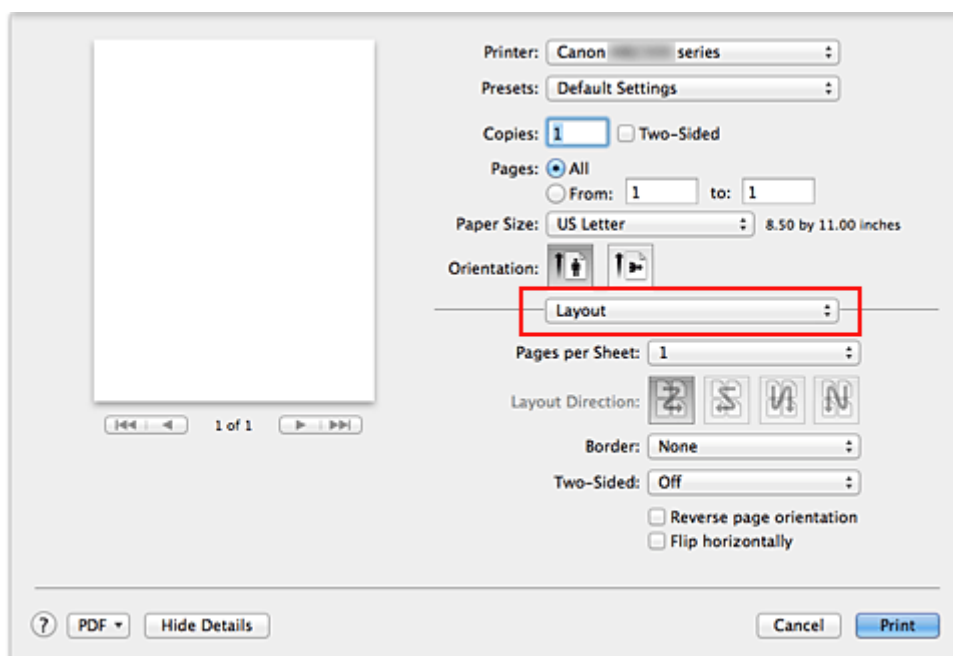 Printer: Canon series
Presets: Default Settings
Copies: 1 Two-Sided
Pages: All
From: 1 to: 1
Paper Size: US Letter 8.50 by 11.00 inches
Orientation:
Layout
Pages per Sheet: 1
Layout Direction:
1 of 1
Border: None
Two-Sided: Off
Reverse page orientation
Flip horizontally
? PDF Hide Details Cancel Print